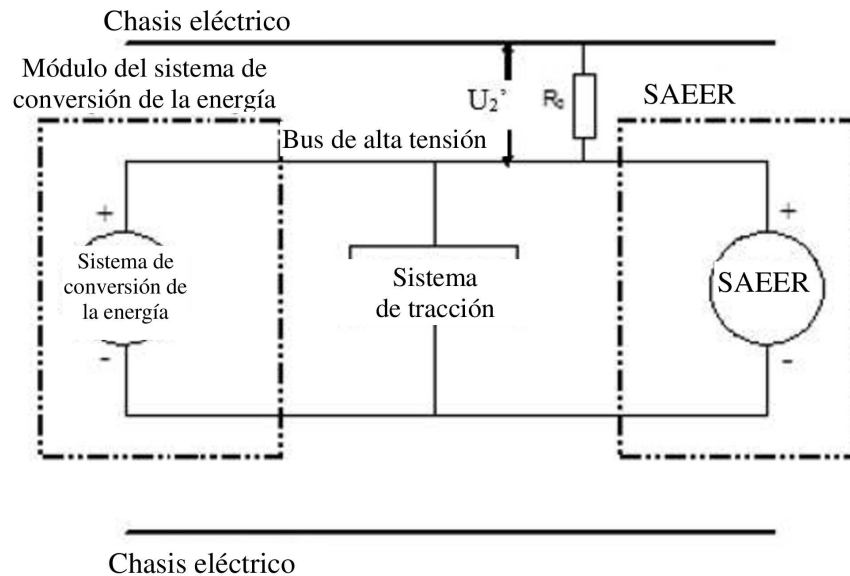 Chasis eléctrico
Módulo del sistema de
conversión de la energía
U2'
R0
SAEER
Bus de alta tensión
+
+
Sistema de
conversión de
la energía
Sistema
de tracción
SAEER
-
-
Chasis eléctrico